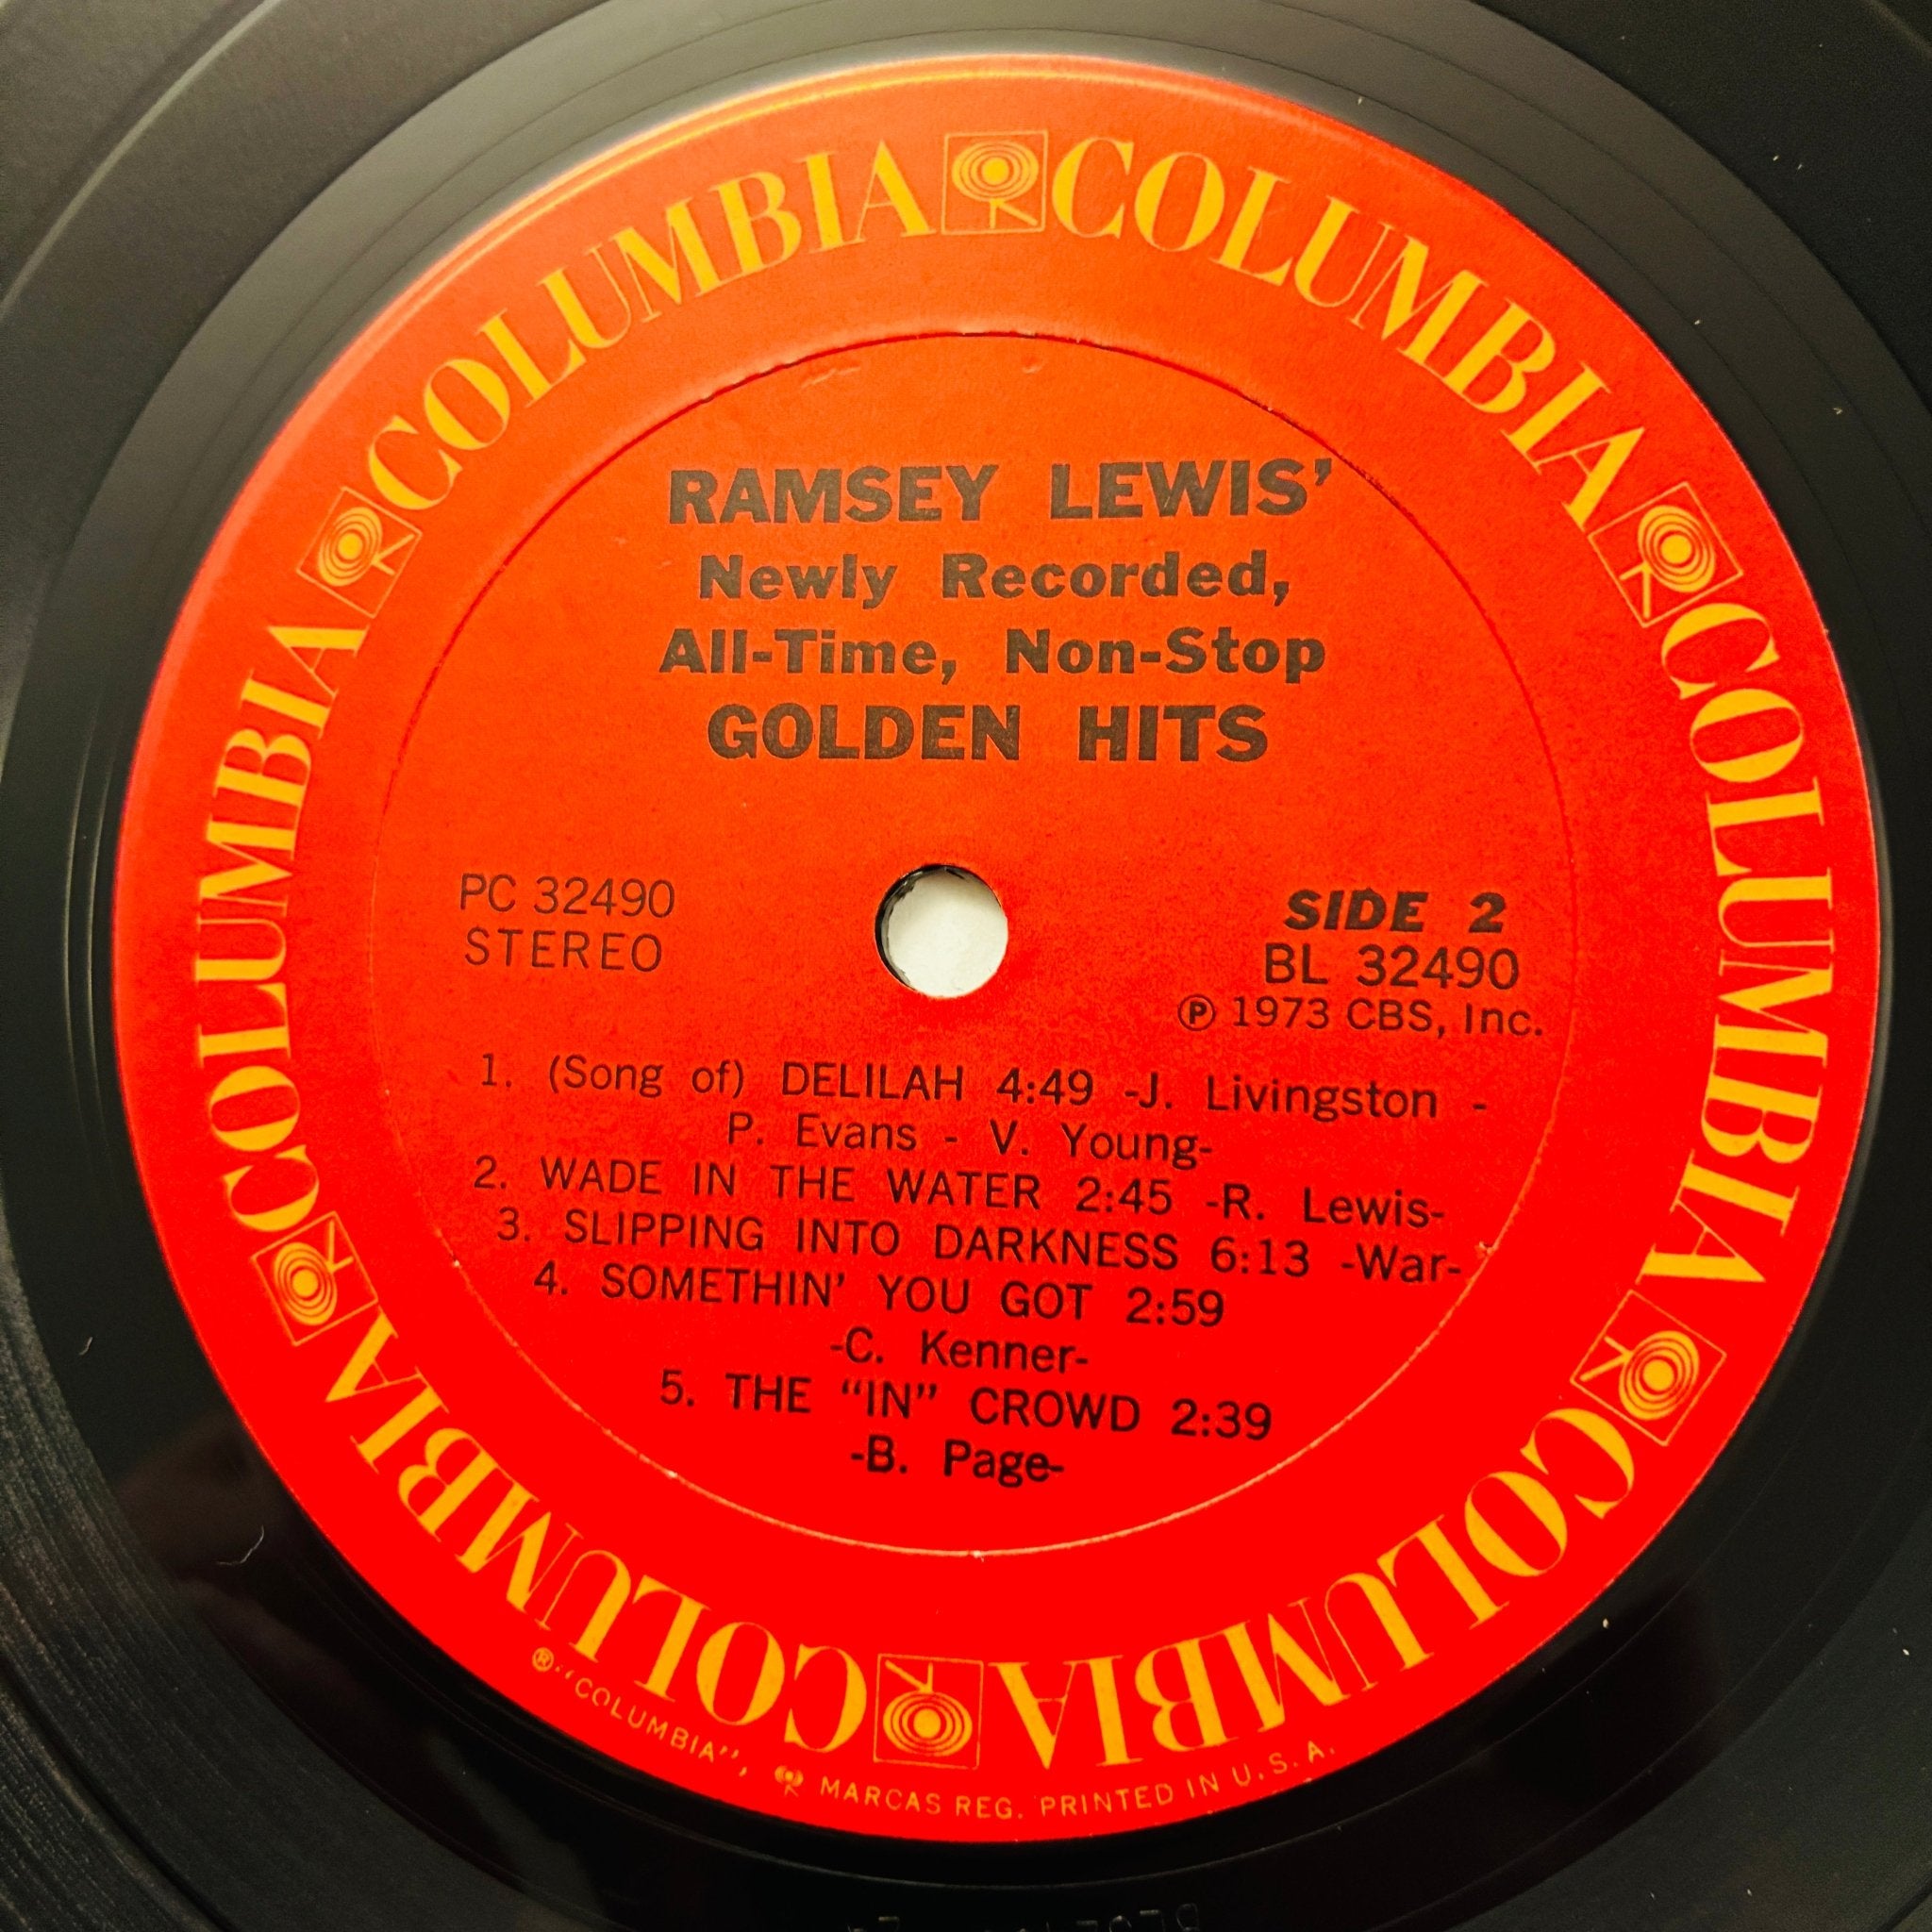 COLUMBIA COLUMBIA COLUMBIA COLUMBIA COLUMBIA COLUMBIA
RAMSEY LEWIS'
Newly Recorded,
All-Time, Non-Stop
GOLDEN HITS
PC 32490
STEREO
SIDE 2
BL 32490
Ⓟ 1973 CBS, Inc.
1. (Song of) DELILAH 4:49 -J. Livingston -
P. Evans - V. Young-
2. WADE IN THE WATER 2:45 -R. Lewis-
3. SLIPPING INTO DARKNESS 6:13 -War-
4. SOMETHIN' YOU GOT 2:59
-C. Kenner-
5. THE “IN” CROWD 2:39
-B. Page-
® “COLUMBIA”, MARCAS REG. PRINTED IN U.S.A.